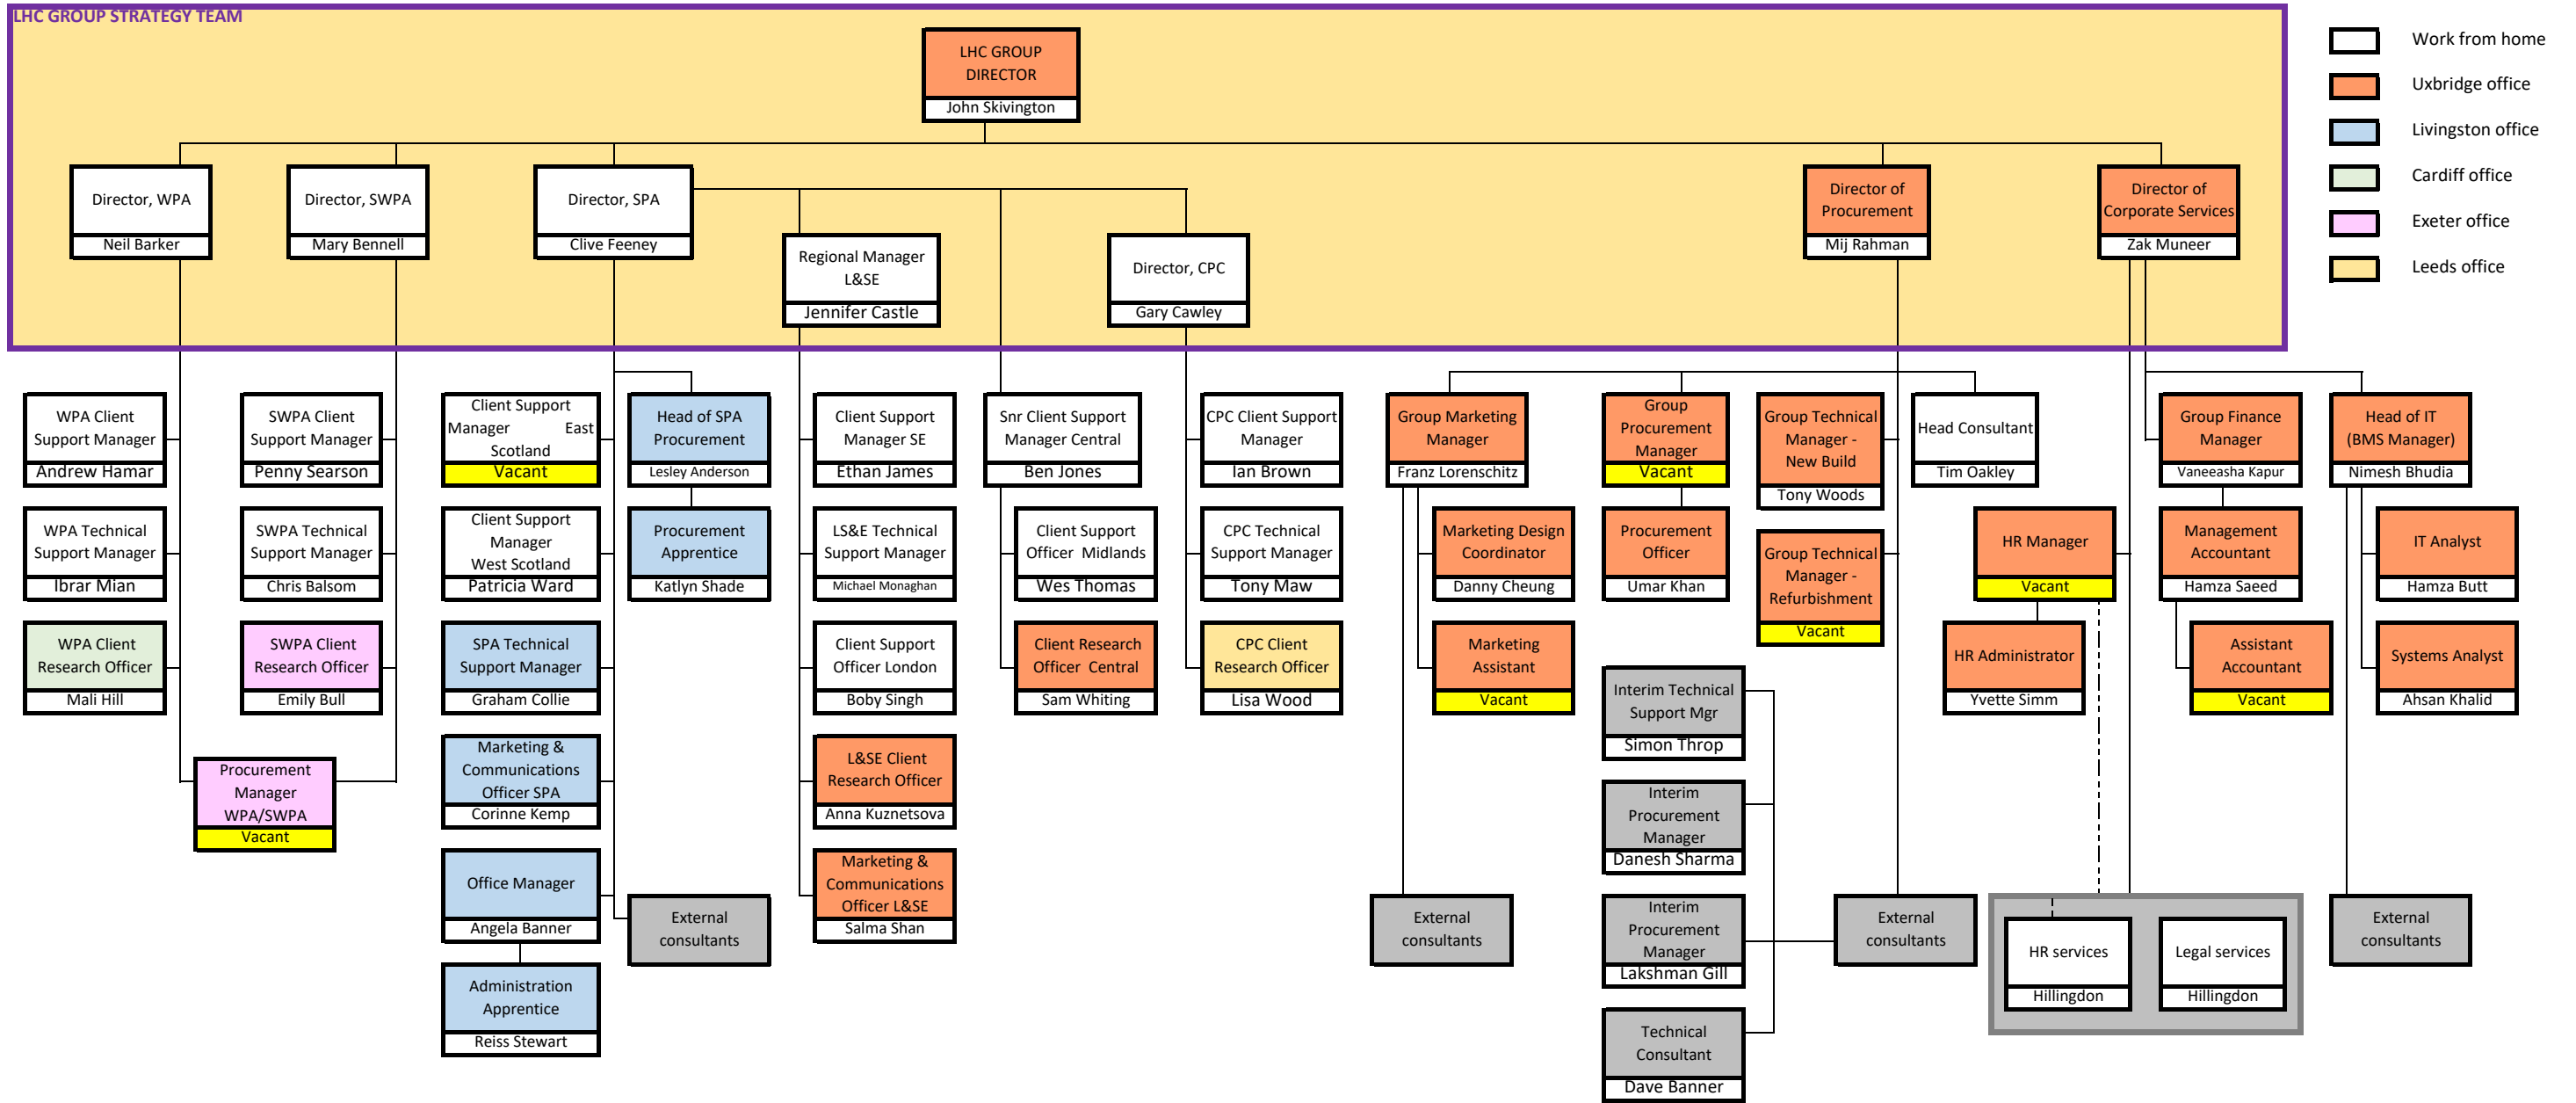 LHC GROUP STRATEGY TEAM
LHC GROUP
DIRECTOR
John Skivington
Work from home
Uxbridge office
Livingston office
Cardiff office
Exeter office
Leeds office
Director, WPA
Neil Barker
Director, SWPA
Mary Bennell
Director, SPA
Clive Feeney
Regional Manager
L&SE
Jennifer Castle
Director, CPC
Gary Cawley
Director of
Procurement
Mij Rahman
Director of
Corporate Services
Zak Muneer
WPA Client
Support Manager
Andrew Hamar
SWPA Client
Support Manager
Penny Searson
Client Support
Manager East
Scotland
Vacant
Head of SPA
Procurement
Lesley Anderson
Client Support
Manager SE
Ethan James
Snr Client Support
Manager Central
Ben Jones
CPC Client Support
Manager
Ian Brown
Group Marketing
Manager
Franz Lorenschitz
Group
Procurement
Manager
Vacant
Group Technical
Manager -
New Build
Tony Woods
Head Consultant
Tim Oakley
Group Finance
Manager
Vaneeasha Kapur
Head of IT
(BMS Manager)
Nimesh Bhudia
WPA Technical
Support Manager
Ibrar Mian
SWPA Technical
Support Manager
Chris Balsom
Client Support
Manager
West Scotland
Patricia Ward
Procurement
Apprentice
Katlyn Shade
LS&E Technical
Support Manager
Michael Monaghan
Client Support
Officer Midlands
Wes Thomas
CPC Technical
Support Manager
Tony Maw
Marketing Design
Coordinator
Danny Cheung
Procurement
Officer
Umar Khan
Group Technical
Manager -
Refurbishment
Vacant
HR Manager
Vacant
Management
Accountant
Hamza Saeed
IT Analyst
Hamza Butt
WPA Client
Research Officer
Mali Hill
SWPA Client
Research Officer
Emily Bull
SPA Technical
Support Manager
Graham Collie
Client Support
Officer London
Boby Singh
Client Research
Officer Central
Sam Whiting
CPC Client
Research Officer
Lisa Wood
Marketing
Assistant
Vacant
Interim Technical
Support Mgr
Simon Throp
HR Administrator
Yvette Simm
Assistant
Accountant
Vacant
Systems Analyst
Ahsan Khalid
Procurement
Manager
WPA/SWPA
Vacant
Marketing &
Communications
Officer SPA
Corinne Kemp
L&SE Client
Research Officer
Anna Kuznetsova
Interim
Procurement
Manager
Danesh Sharma
Office Manager
Angela Banner
External
consultants
Marketing &
Communications
Officer L&SE
Salma Shan
External
consultants
Interim
Procurement
Manager
Lakshman Gill
External
consultants
HR services
Hillingdon
Legal services
Hillingdon
External
consultants
Administration
Apprentice
Reiss Stewart
Technical
Consultant
Dave Banner